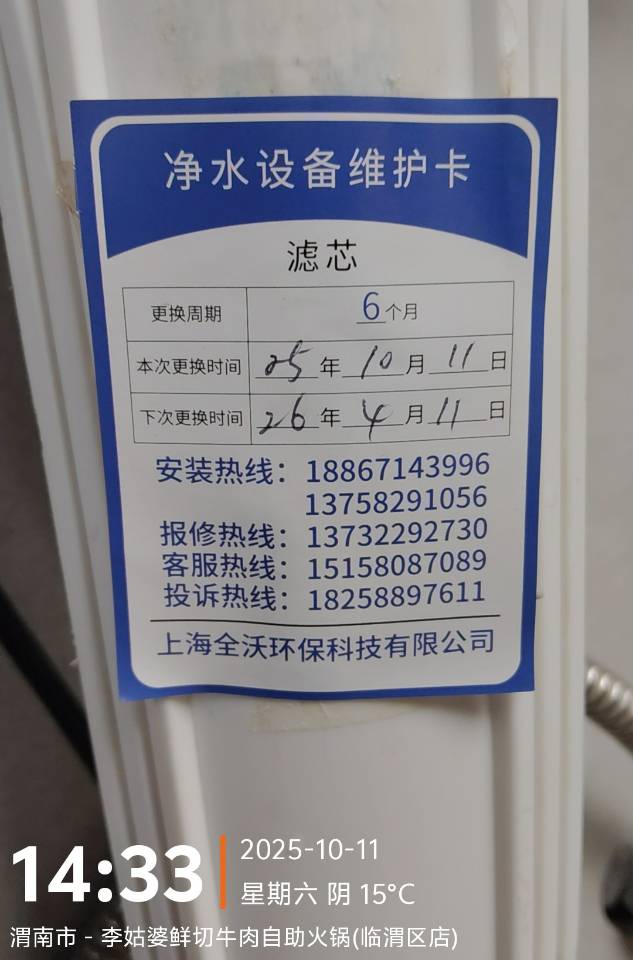 净水设备维护卡
滤芯
更换周期 6个月
本次更换时间 25年10月11日
下次更换时间 26年4月11日
安装热线：18867143996
13758291056
报修热线：13732292730
客服热线：15158087089
投诉热线：18258897611
上海全沃环保科技有限公司
14:33
2025-10-11
星期六 阴 15℃
渭南市 - 李姑婆鲜切牛肉自助火锅(临渭区店)